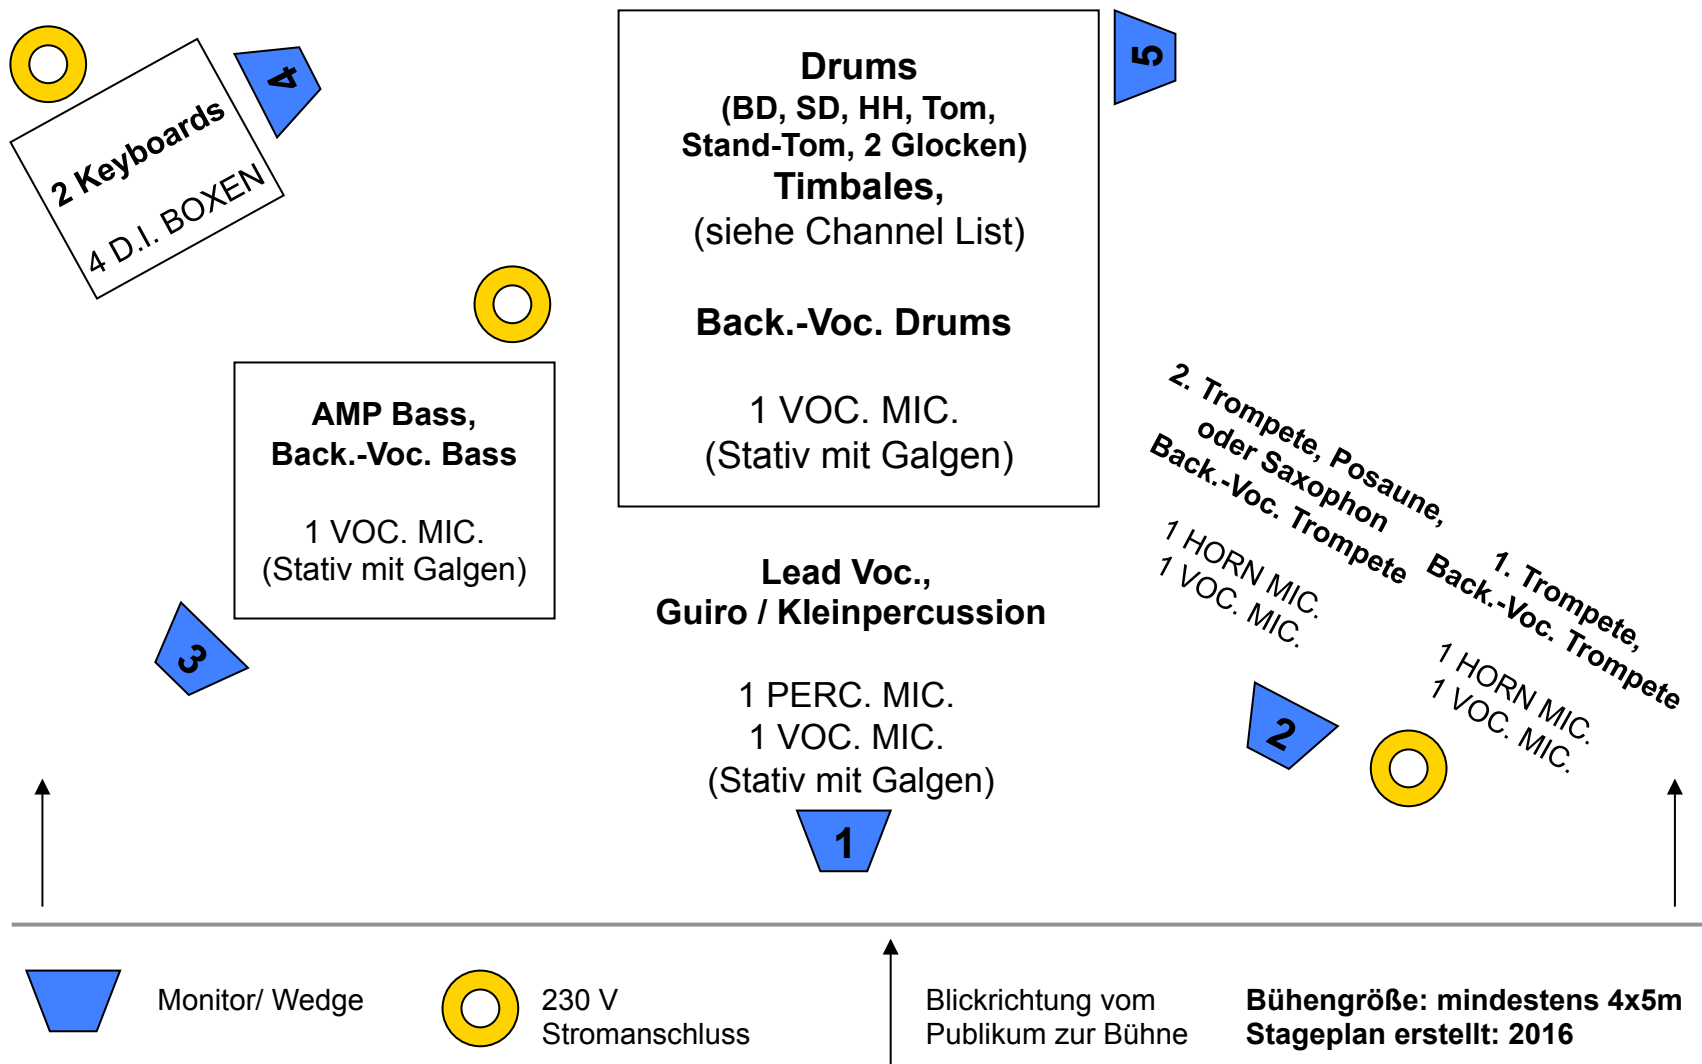 2 Keyboards
4 D.I. BOXEN
4
Drums
(BD, SD, HH, Tom,
Stand-Tom, 2 Glocken)
Timbales,
(siehe Channel List)
Back.-Voc. Drums
1 VOC. MIC.
(Stativ mit Galgen)
5
AMP Bass,
Back.-Voc. Bass
1 VOC. MIC.
(Stativ mit Galgen)
3
Lead Voc.,
Guiro / Kleinpercussion
1 PERC. MIC.
1 VOC. MIC.
(Stativ mit Galgen)
1
2. Trompete, Posaune,
oder Saxophon
Back.-Voc. Trompete
1 HORN MIC.
1 VOC. MIC.
2
1. Trompete,
Back.-Voc. Trompete
1 HORN MIC.
1 VOC. MIC.
Monitor/ Wedge
230 V
Stromanschluss
Blickrichtung vom
Publikum zur Bühne
Bühengröße: mindestens 4x5m
Stageplan erstellt: 2016